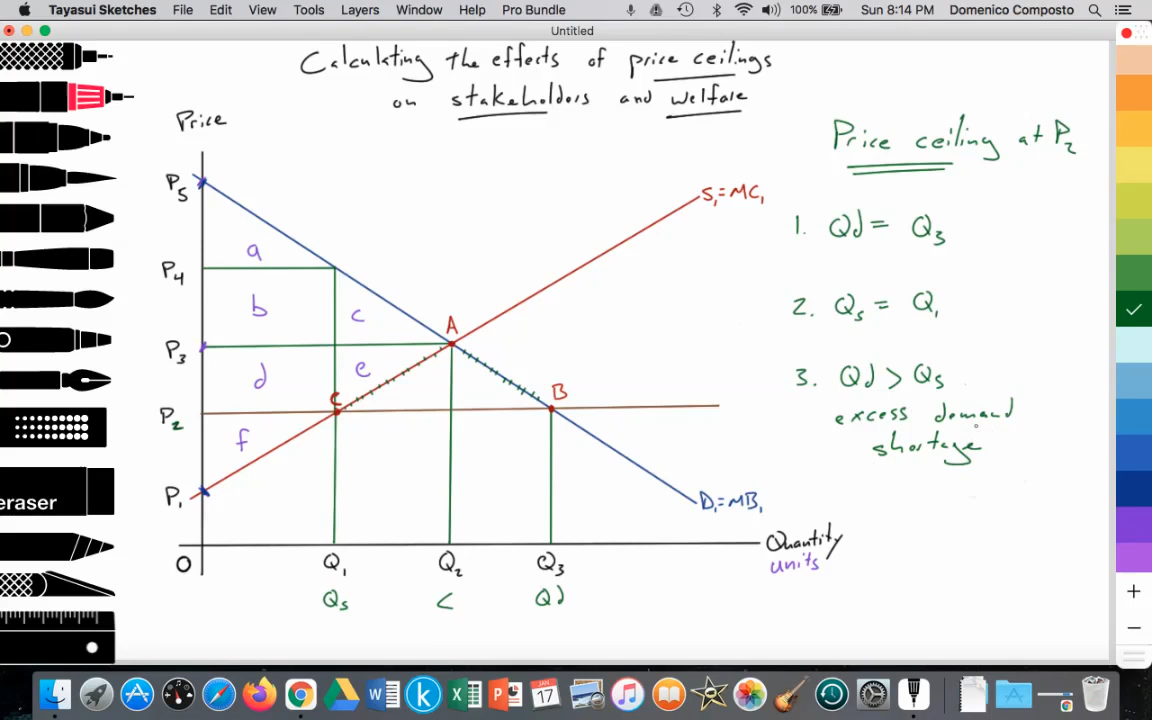 Tayasui Sketches File Edit View Tools Layers Window Help Pro Bundle 100% Sun 8:14 PM Domenico Composto
Untitled
Calculating the effects of price ceilings
on stakeholders and welfare
Price
Price ceiling at P2
P5
S1=MC1
1. Qd = Q3
a
P4
b
c
2. Qs = Q1
A
P3
d
e
3. Qd > Qs
C
B
P2
excess demand
f
shortage
P1
D1=MB1
Quantity
units
0
Q1 Q2 Q3
Qs < Qd
eraser
JAN
17